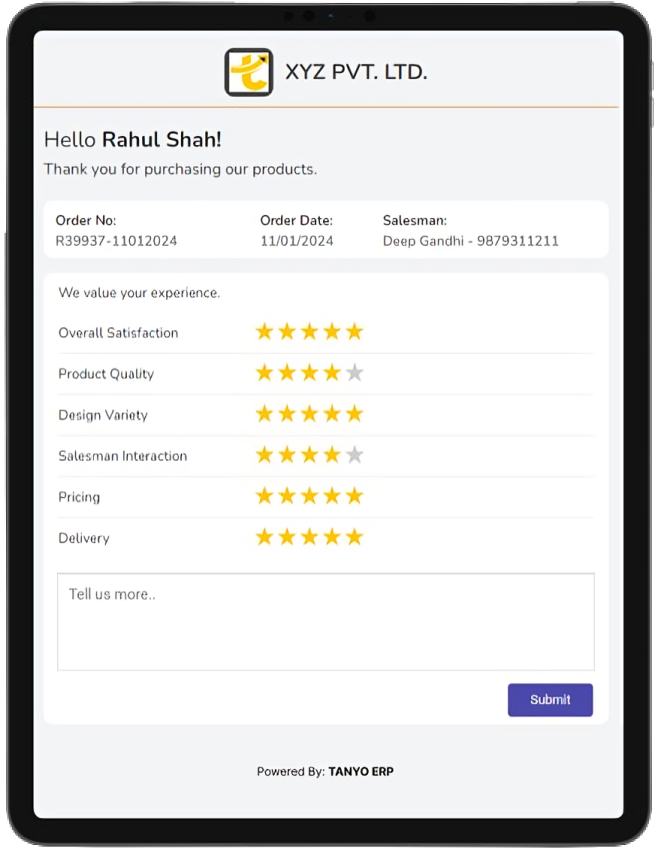 XYZ PVT. LTD.
Hello Rahul Shah!
Thank you for purchasing our products.
Order No: Order Date: Salesman:
R39937-11012024 11/01/2024 Deep Gandhi - 9879311211
We value your experience.
Overall Satisfaction
Product Quality
Design Variety
Salesman Interaction
Pricing
Delivery
Tell us more..
Submit
Powered By: TANYO ERP